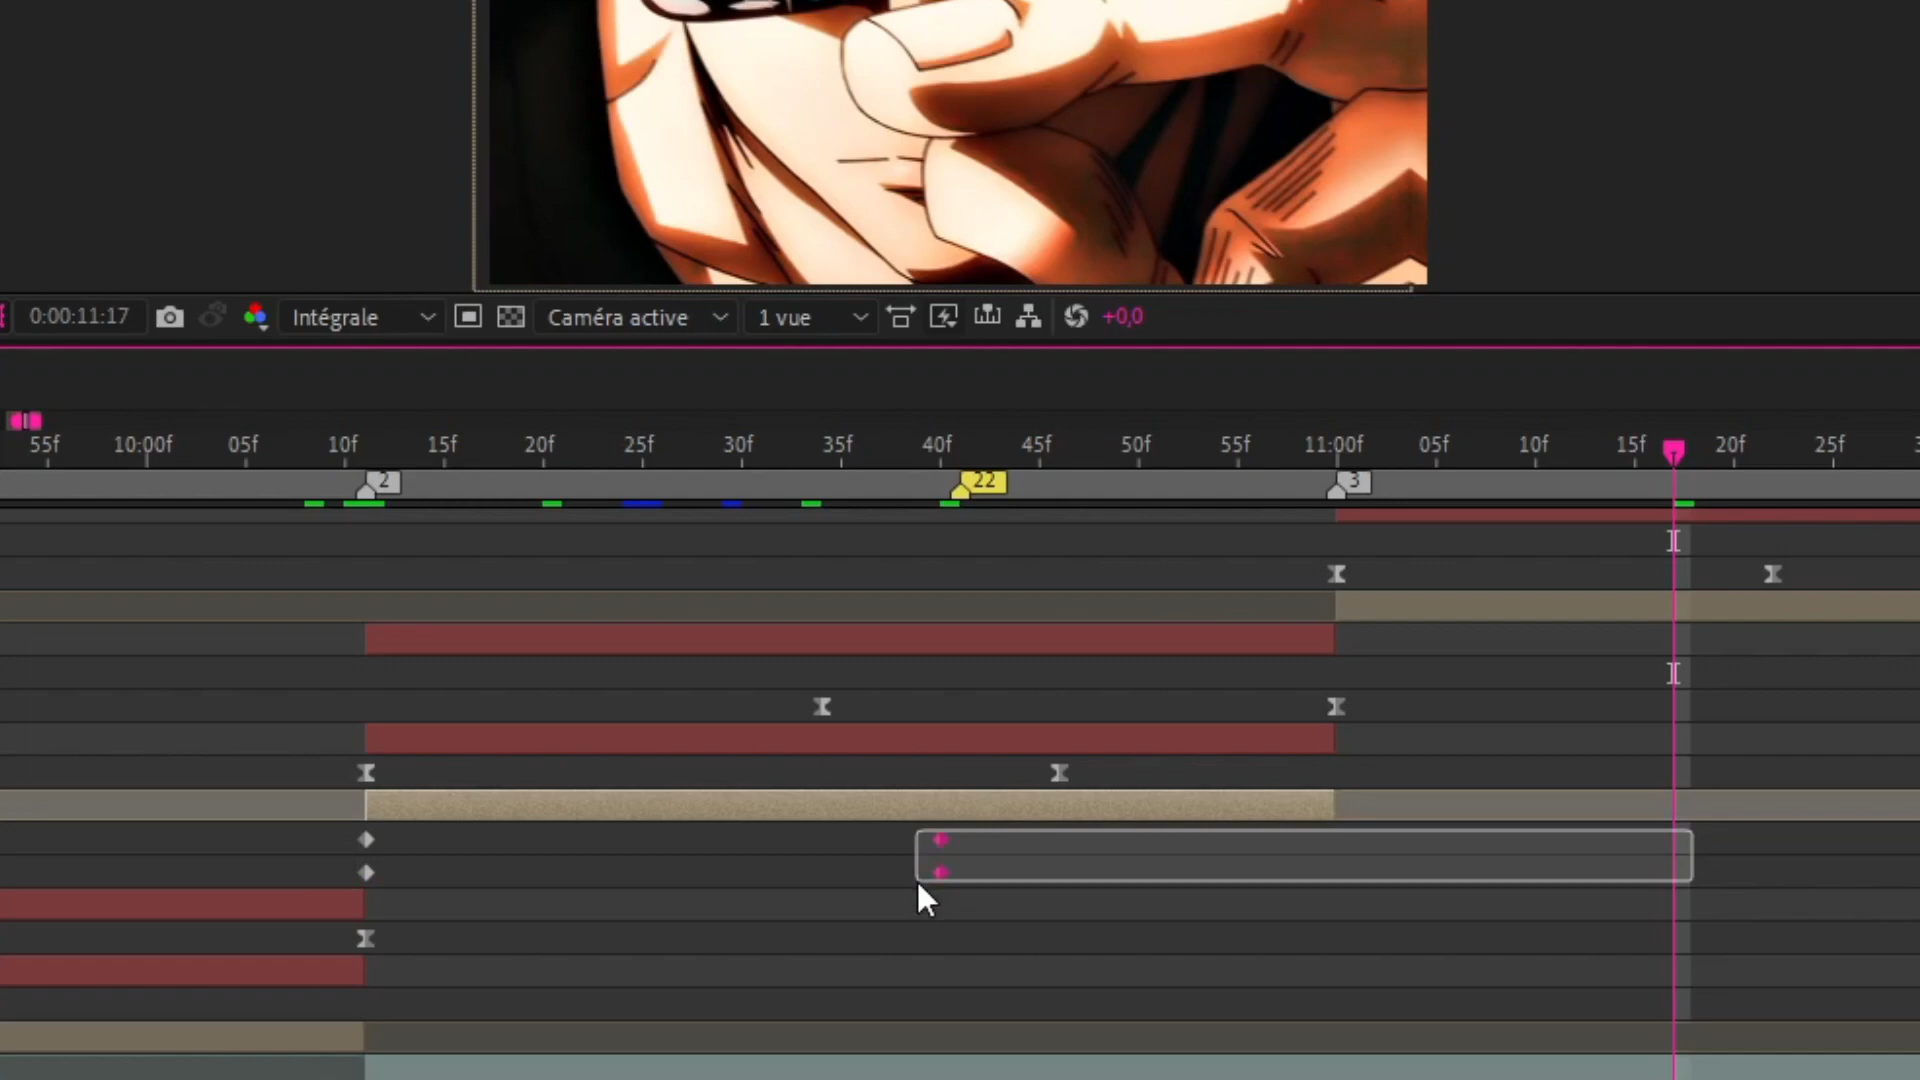 0:00:11:17 Intégrale Caméra active 1 vue +0,0
55f 10:00f 05f 10f 15f 20f 25f 30f 35f 40f 45f 50f 55f 11:00f 05f 10f 15f 20f 25f
2 22 3